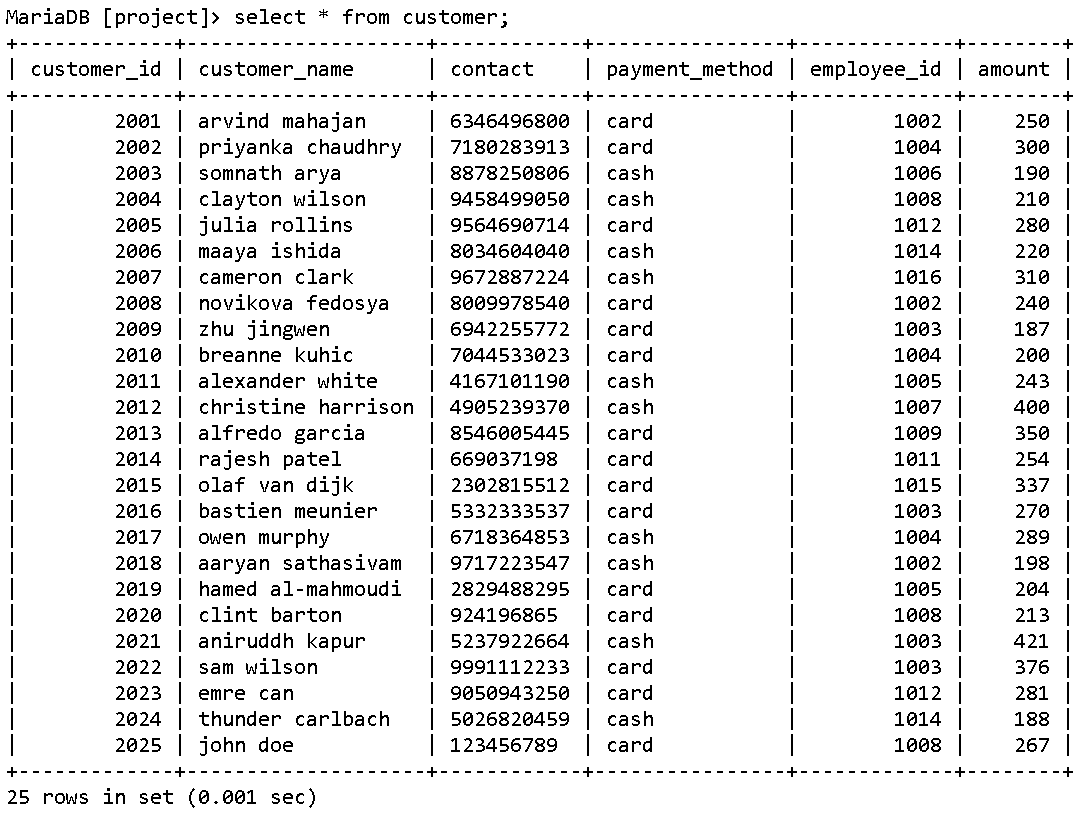 MariaDB [project]> select * from customer;
+-------------+--------------------+------------+----------------+-------------+--------+
| customer_id | customer_name      | contact    | payment_method | employee_id | amount |
+-------------+--------------------+------------+----------------+-------------+--------+
|        2001 | arvind mahajan     | 6346496800 | card           |        1002 |    250 |
|        2002 | priyanka chaudhry  | 7180283913 | card           |        1004 |    300 |
|        2003 | somnath arya       | 8878250806 | cash           |        1006 |    190 |
|        2004 | clayton wilson     | 9458499050 | cash           |        1008 |    210 |
|        2005 | julia rollins      | 9564690714 | card           |        1012 |    280 |
|        2006 | maaya ishida       | 8034604040 | cash           |        1014 |    220 |
|        2007 | cameron clark      | 9672887224 | cash           |        1016 |    310 |
|        2008 | novikova fedosya   | 8009978540 | card           |        1002 |    240 |
|        2009 | zhu jingwen        | 6942255772 | card           |        1003 |    187 |
|        2010 | breanne kuhic      | 7044533023 | card           |        1004 |    200 |
|        2011 | alexander white    | 4167101190 | cash           |        1005 |    243 |
|        2012 | christine harrison | 4905239370 | cash           |        1007 |    400 |
|        2013 | alfredo garcia     | 8546005445 | card           |        1009 |    350 |
|        2014 | rajesh patel       | 669037198  | card           |        1011 |    254 |
|        2015 | olaf van dijk      | 2302815512 | card           |        1015 |    337 |
|        2016 | bastien meunier    | 5332333537 | card           |        1003 |    270 |
|        2017 | owen murphy        | 6718364853 | cash           |        1004 |    289 |
|        2018 | aaryan sathasivam  | 9717223547 | cash           |        1002 |    198 |
|        2019 | hamed al-mahmoudi  | 2829488295 | card           |        1005 |    204 |
|        2020 | clint barton       | 924196865  | card           |        1008 |    213 |
|        2021 | aniruddh kapur     | 5237922664 | cash           |        1003 |    421 |
|        2022 | sam wilson         | 9991112233 | card           |        1003 |    376 |
|        2023 | emre can           | 9050943250 | card           |        1012 |    281 |
|        2024 | thunder carlbach   | 5026820459 | cash           |        1014 |    188 |
|        2025 | john doe           | 123456789  | card           |        1008 |    267 |
+-------------+--------------------+------------+----------------+-------------+--------+
25 rows in set (0.001 sec)